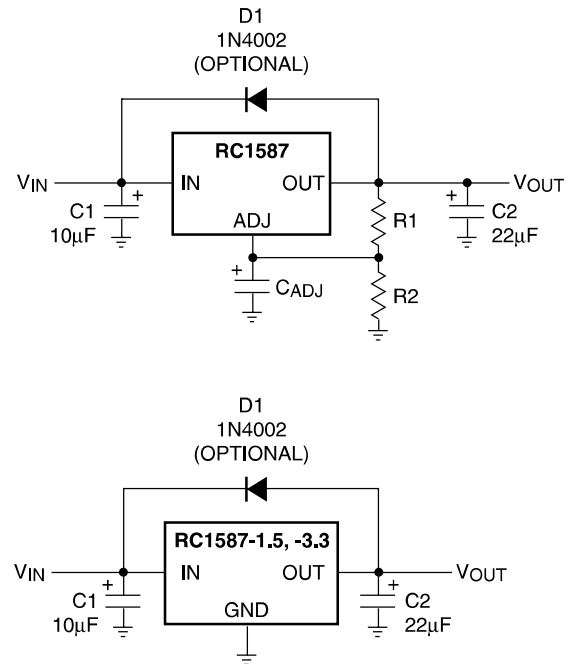 D1
1N4002
(OPTIONAL)
RC1587
VIN
IN
OUT
VOUT
+
C1
10μF
ADJ
R1
+
C2
22μF
+
CADJ
R2
D1
1N4002
(OPTIONAL)
RC1587-1.5, -3.3
VIN
IN
OUT
VOUT
+
C1
10μF
GND
+
C2
22μF